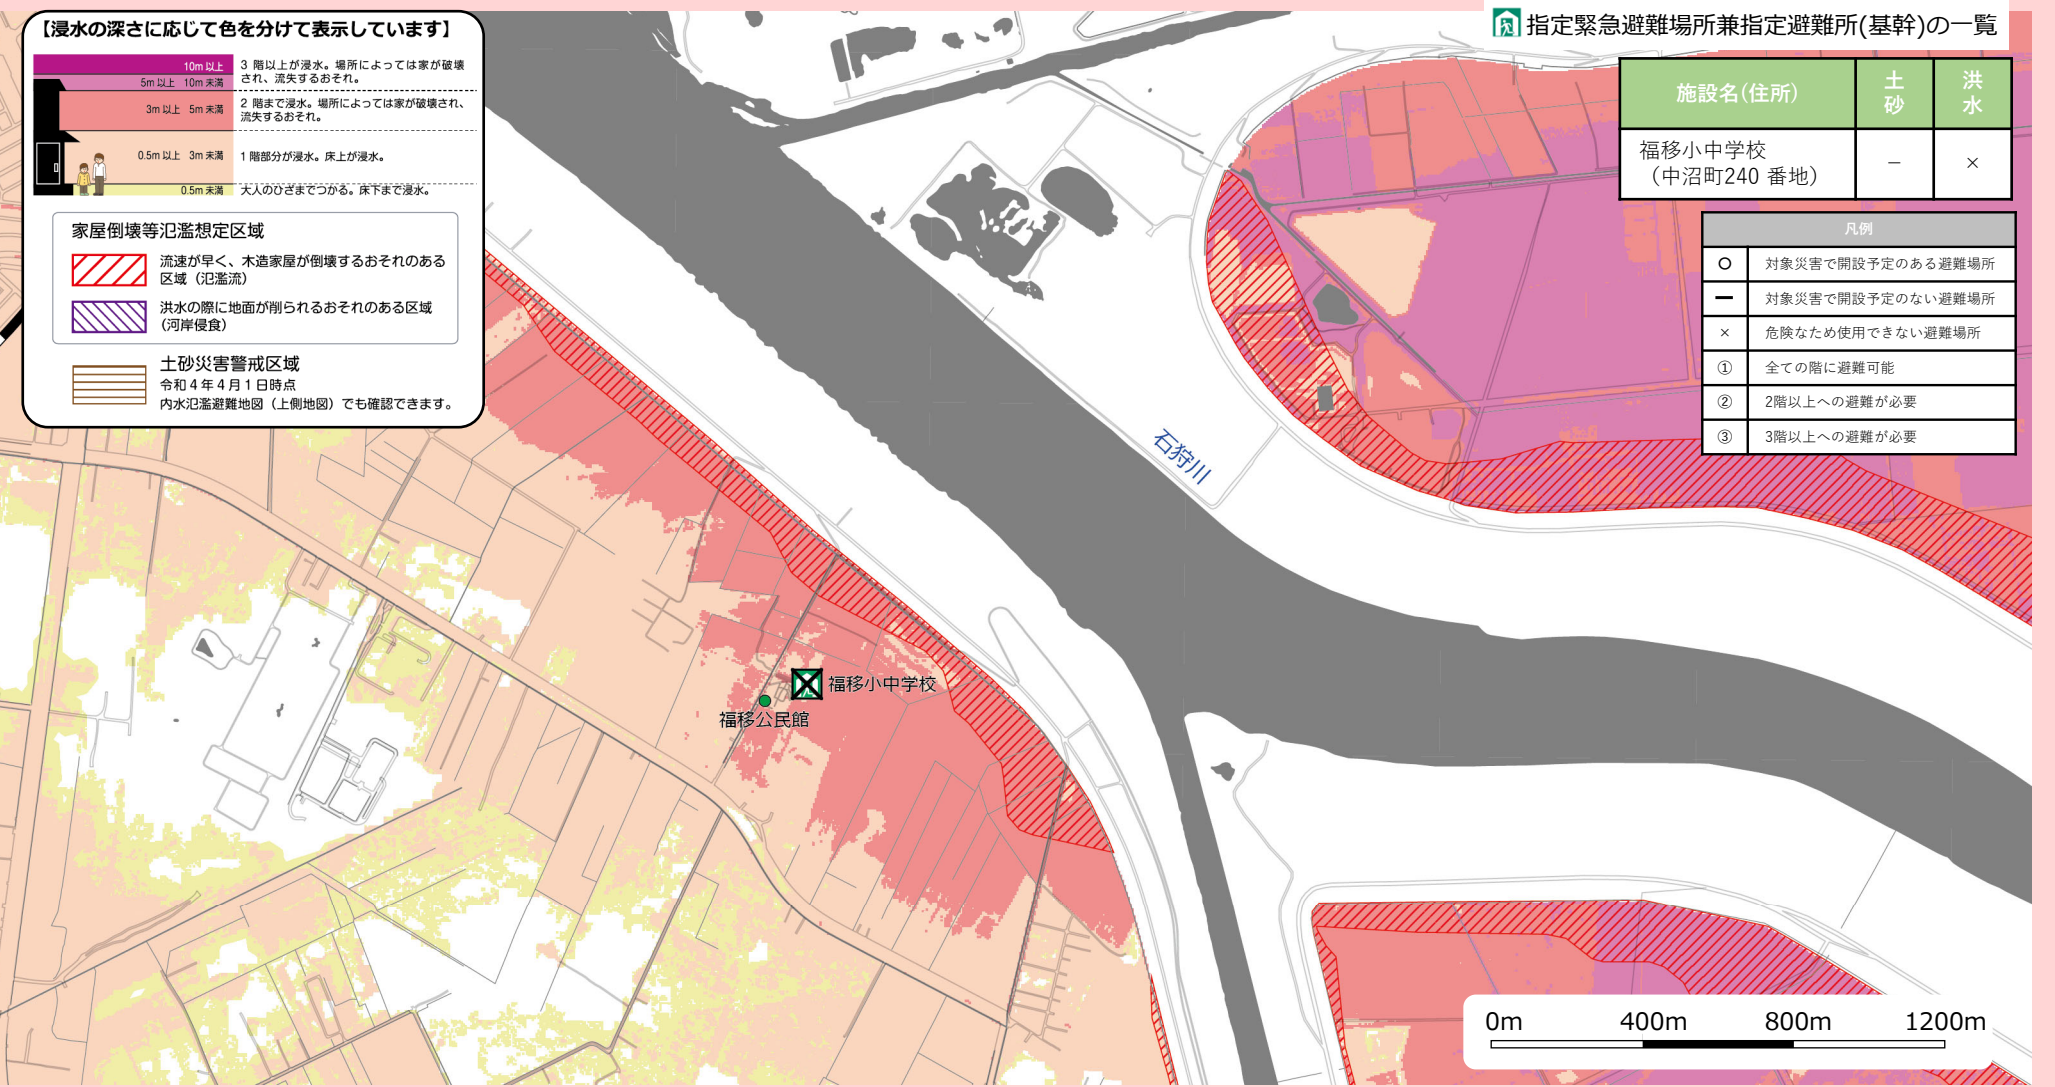 【浸水の深さに応じて色を分けて表示しています】
10m 以上
3 階以上が浸水。場所によっては家が破壊
され、流失するおそれ。
5m 以上 10m 未満
3m 以上 5m 未満
2 階まで浸水。場所によっては家が破壊され、
流失するおそれ。
0.5m 以上 3m 未満
1 階部分が浸水。床上が浸水。
0.5m 未満
大人のひざまでつかる。床下まで浸水。
家屋倒壊等氾濫想定区域
流速が早く、木造家屋が倒壊するおそれのある
区域（氾濫流）
洪水の際に地面が削られるおそれのある区域
（河岸侵食）
土砂災害警戒区域
令和４年４月１日時点
内水氾濫避難地図（上側地図）でも確認できます。
指定緊急避難場所兼指定避難所(基幹)の一覧
施設名(住所)
土砂
洪水
福移小中学校
（中沼町240 番地）
－
×
凡例
○ 対象災害で開設予定のある避難場所
ー 対象災害で開設予定のない避難場所
× 危険なため使用できない避難場所
① 全ての階に避難可能
② 2階以上への避難が必要
③ 3階以上への避難が必要
石狩川
福移小中学校
福移公民館
0m 400m 800m 1200m